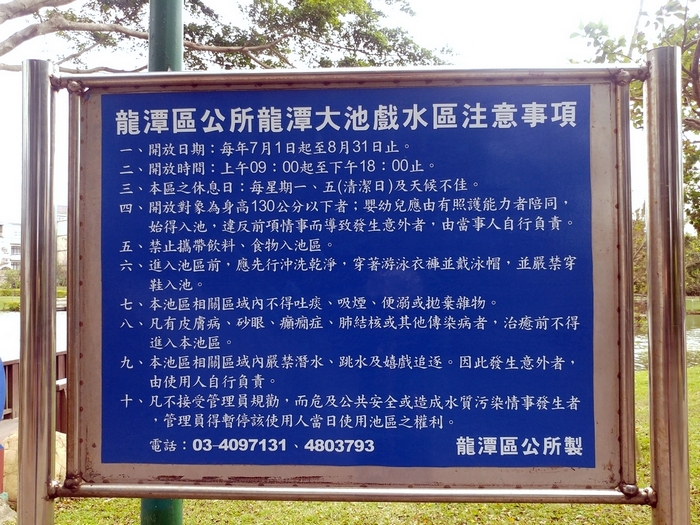 龍潭區公所龍潭大池戲水區注意事項
一、開放日期：每年7月1日起至8月31日止。
二、開放時間：上午09：00起至下午18：00止。
三、本區之休息日：每星期一、五(清潔日)及天候不佳。
四、開放對象為身高130公分以下者；嬰幼兒應由有照護能力者陪同，
始得入池，違反前項情事而導致發生意外者，由當事人自行負責。
五、禁止攜帶飲料、食物入池區。
六、進入池區前，應先行沖洗乾淨，穿著游泳衣褲並戴泳帽，並嚴禁穿
鞋入池。
七、本池區相關區域內不得吐痰、吸煙、便溺或拋棄雜物。
八、凡有皮膚病、砂眼、癲癇症、肺結核或其他傳染病者，治癒前不得
進入本池區。
九、本池區相關區域內嚴禁潛水、跳水及嬉戲追逐。因此發生意外者，
由使用人自行負責。
十、凡不接受管理員規勸，而危及公共安全或造成水質污染情事發生者
，管理員得暫停該使用人當日使用池區之權利。
電話：03-4097131、4803793 龍潭區公所製